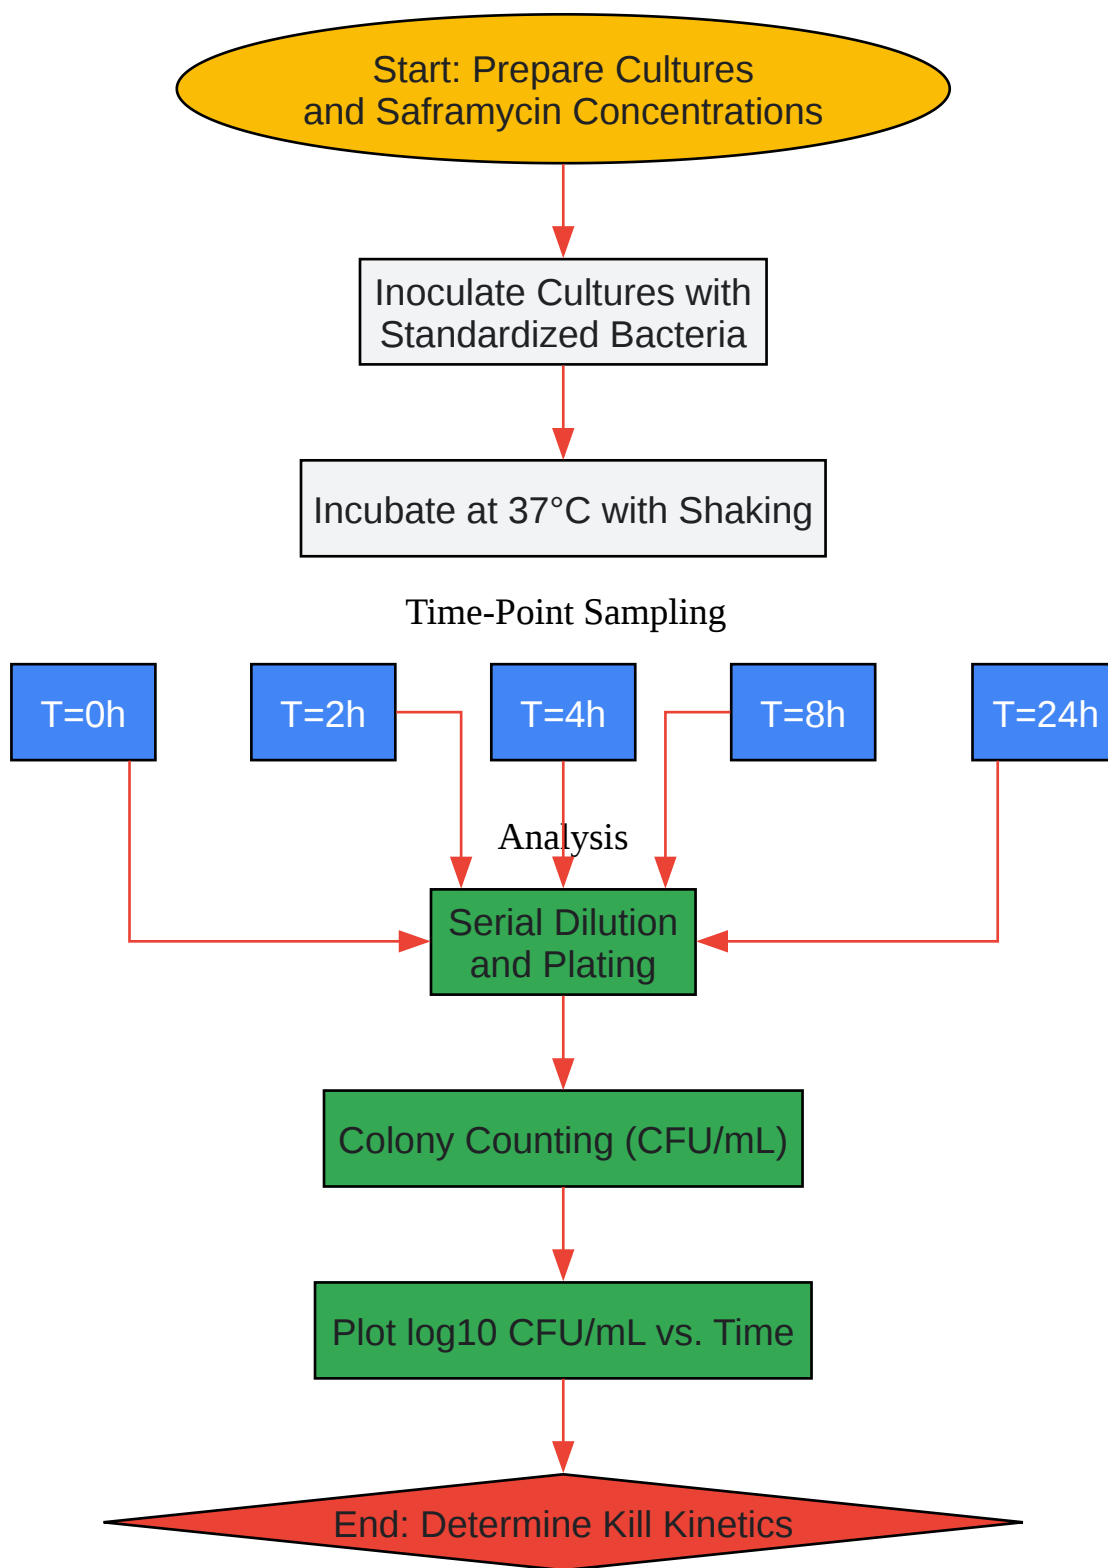 Start: Prepare Cultures
and Saframycin Concentrations
Inoculate Cultures with
Standardized Bacteria
Incubate at 37°C with Shaking
Time-Point Sampling
T=0h
T=2h
T=4h
T=8h
T=24h
Analysis
Serial Dilution
and Plating
Colony Counting (CFU/mL)
Plot log10 CFU/mL vs. Time
End: Determine Kill Kinetics